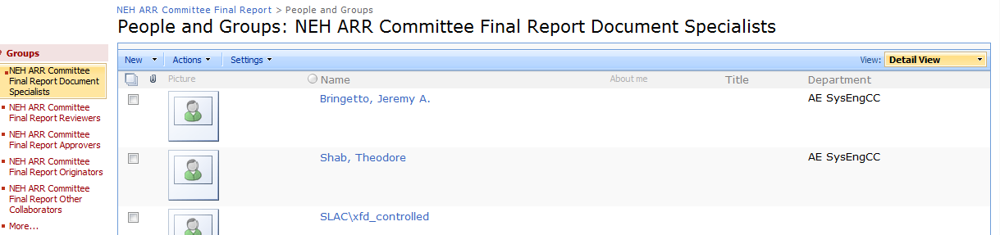 NEH ARR Committee Final Report > People and Groups
People and Groups: NEH ARR Committee Final Report Document Specialists
Groups
NEH ARR Committee
Final Report Document
Specialists
NEH ARR Committee
Final Report Reviewers
NEH ARR Committee
Final Report Approvers
NEH ARR Committee
Final Report Originators
NEH ARR Committee
Final Report Other
Collaborators
More...
New Actions Settings View: Detail View
Picture Name About me Title Department
Bringetto, Jeremy A. AE SysEngCC
Shab, Theodore AE SysEngCC
SLAC\xfd_controlled